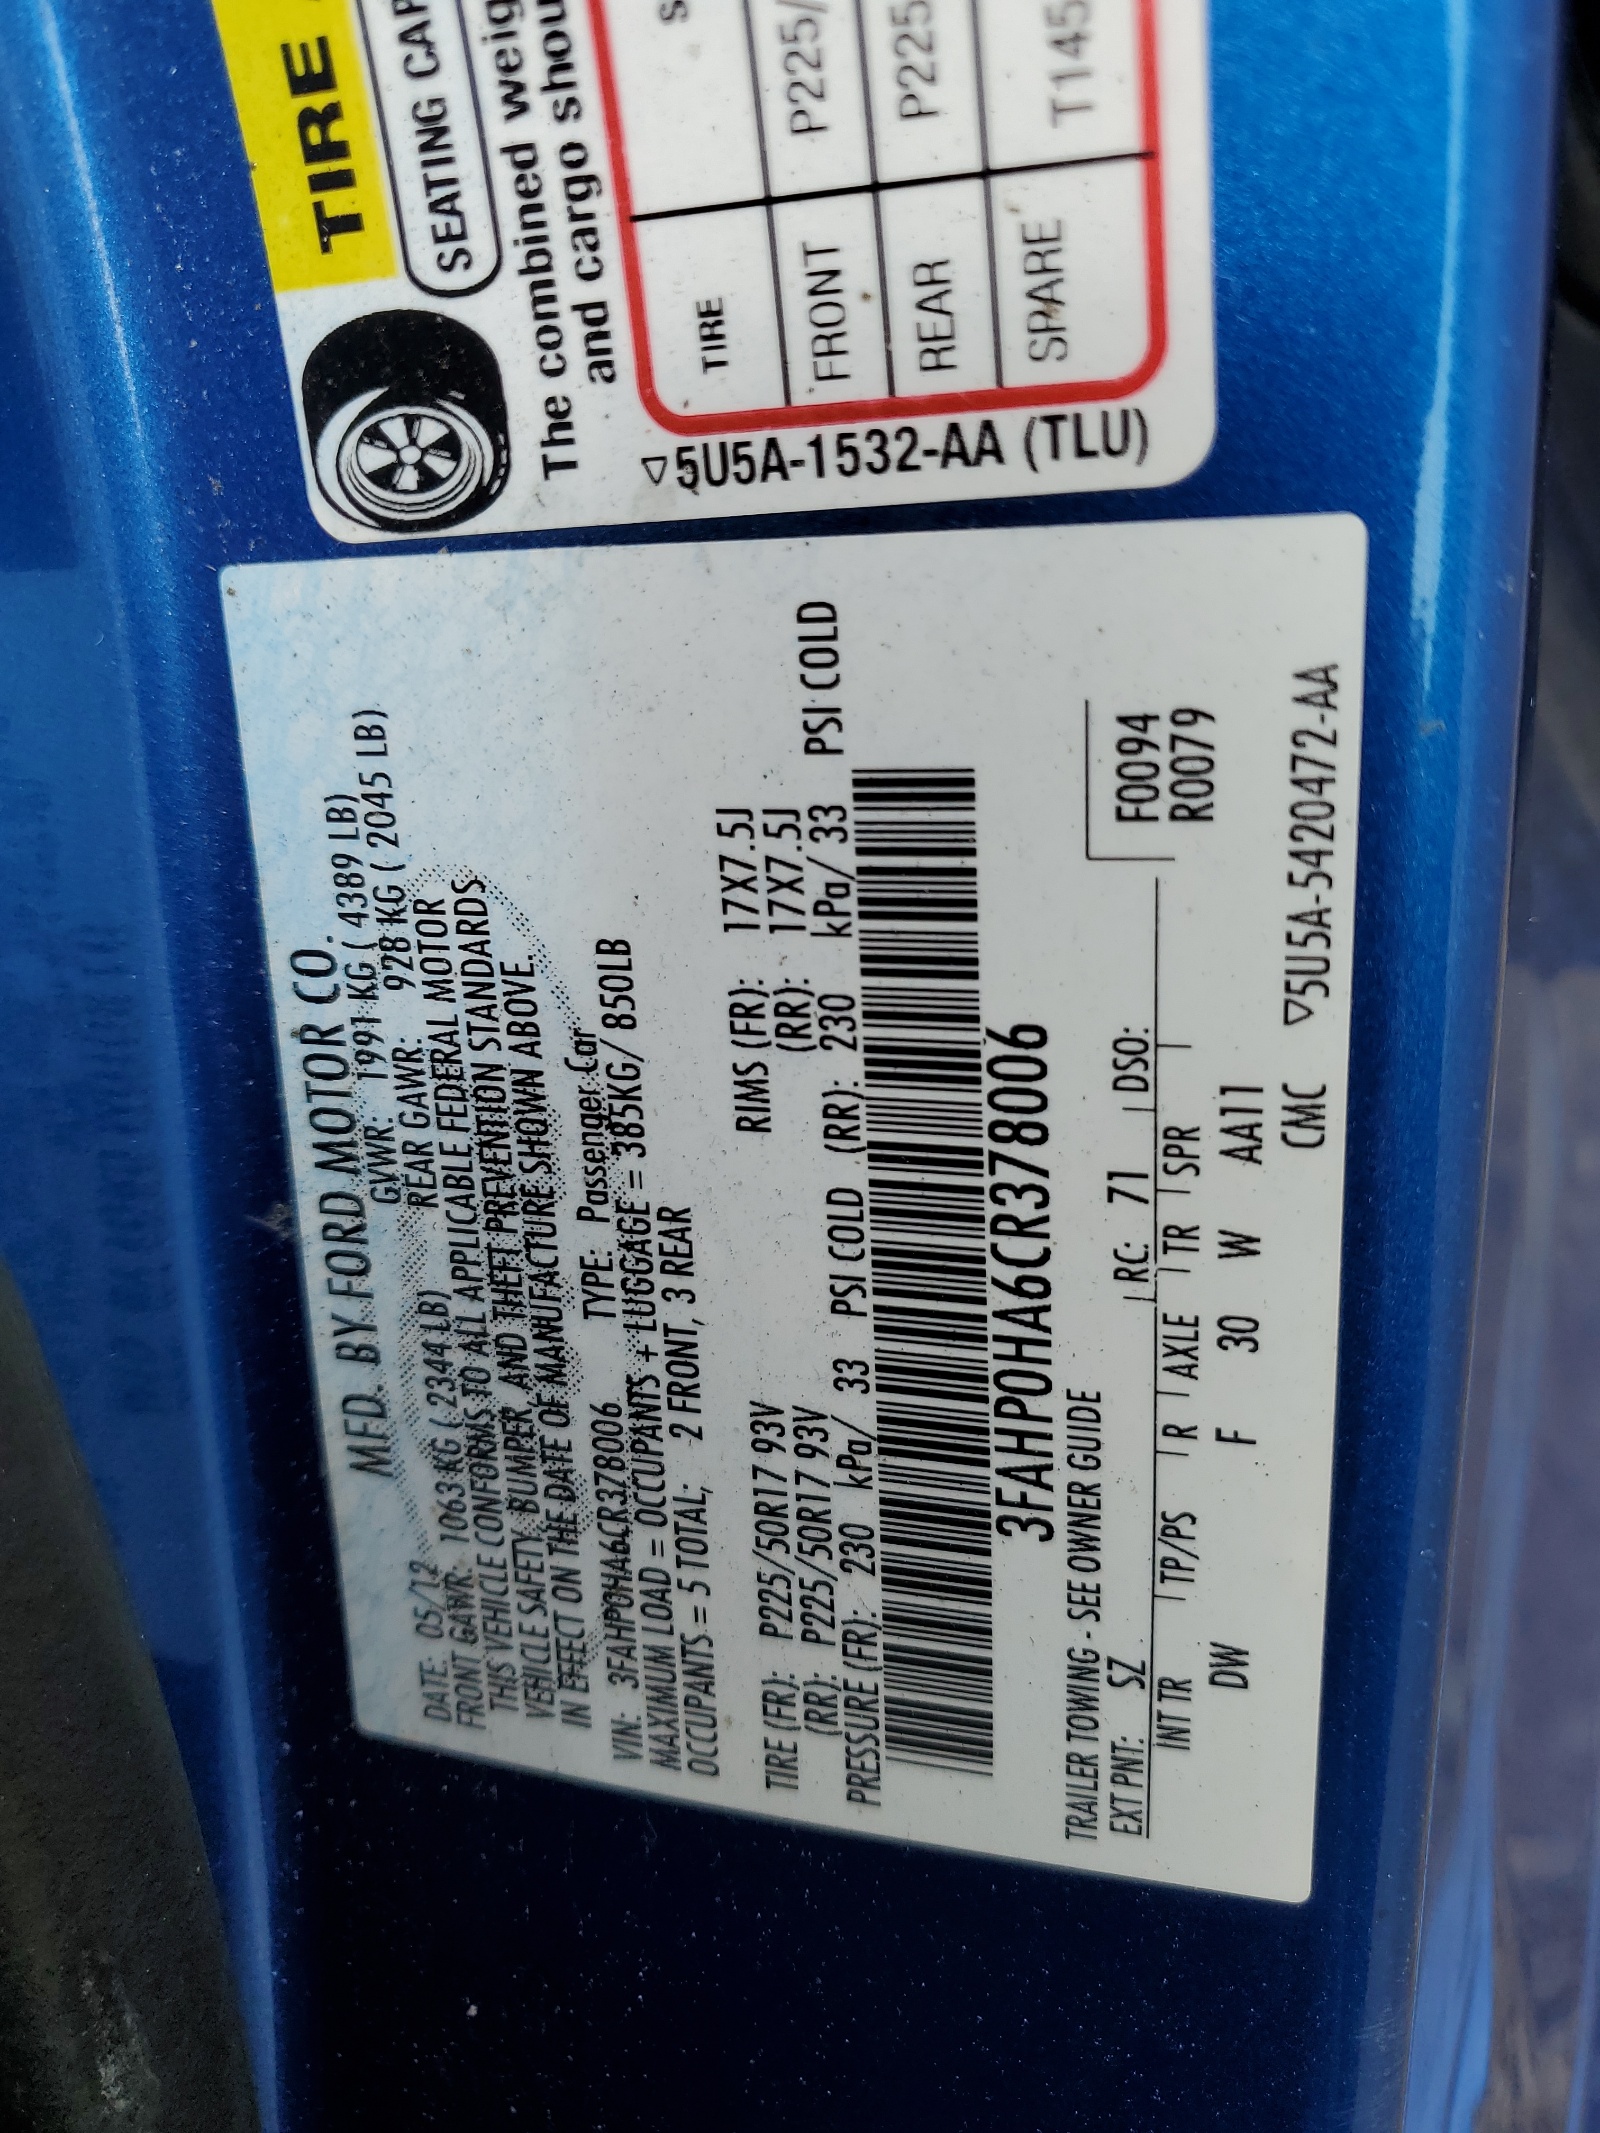 MFD. BY FORD MOTOR CO.
DATE: 05/12 GVWR: 1991 KG ( 4389 LB)
FRONT GAWR: 1063 KG ( 2344 LB) REAR GAWR: 928 KG ( 2045 LB)
THIS VEHICLE CONFORMS TO ALL APPLICABLE FEDERAL MOTOR
VEHICLE SAFETY, BUMPER, AND THEFT PREVENTION STANDARDS
IN EFFECT ON THE DATE OF MANUFACTURE SHOWN ABOVE.
VIN: 3FAHP0HA6CR378006 TYPE: Passenger Car
MAXIMUM LOAD = OCCUPANTS + LUGGAGE = 385KG/ 850LB
OCCUPANTS = 5 TOTAL; 2 FRONT, 3 REAR
TIRE (FR): P225/50R17 93V RIMS (FR): 17X7.5J
(RR): P225/50R17 93V (RR): 17X7.5J
PRESSURE (FR): 230 kPa/ 33 PSI COLD (RR): 230 kPa/ 33 PSI COLD
3FAHP0HA6CR378006
TRAILER TOWING - SEE OWNER GUIDE
EXT PNT: SZ RC: 71 DSO:
F0094
INT TR TP/PS R AXLE TR SPR
R0079
DW F 30 W AA11
CMC ▽5U5A-5420472-AA
TIRE
SEATING CAP
The combined weig
and cargo shou
TIRE S
FRONT P225/
REAR P225
SPARE T145
▽5U5A-1532-AA (TLU)